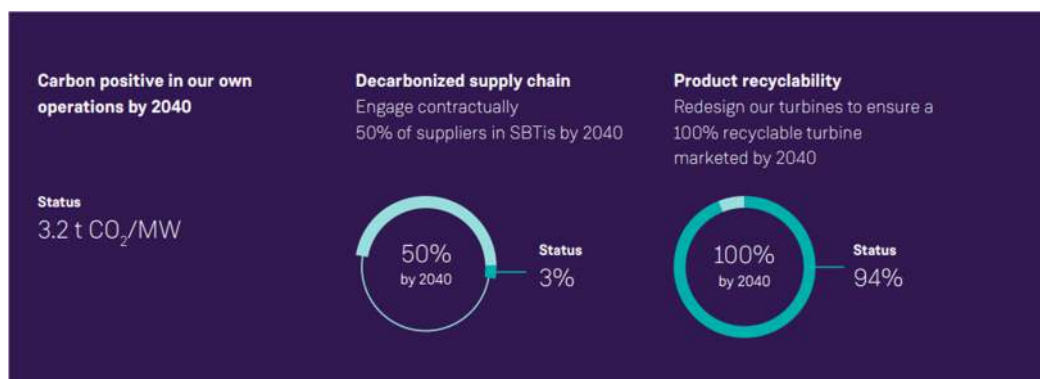 Carbon positive in our own
operations by 2040
Status
3.2 t CO₂/MW
Decarbonized supply chain
Engage contractually
50% of suppliers in SBTis by 2040
50%
by 2040
Status
3%
Product recyclability
Redesign our turbines to ensure a
100% recyclable turbine
marketed by 2040
100%
by 2040
Status
94%